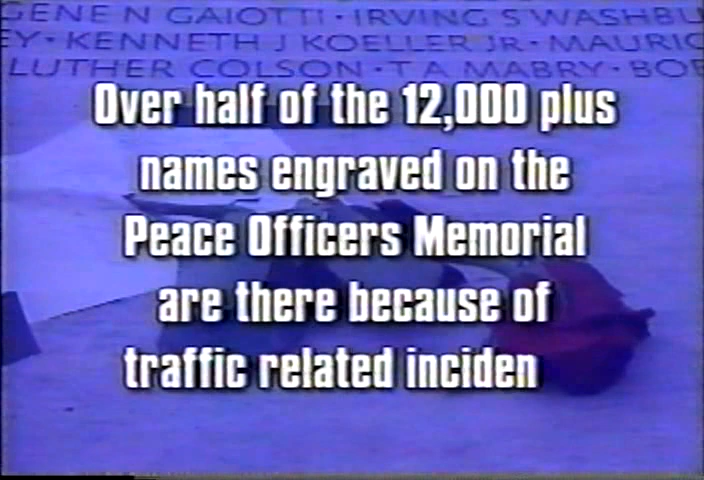 GENE N GAIOTTI · IRVING S WASHBU
EY · KENNETH J KOELLER JR · MAURIC
LUTHER COLSON · T A MABRY · BOB
Over half of the 12,000 plus
names engraved on the
Peace Officers Memorial
are there because of
traffic related inciden